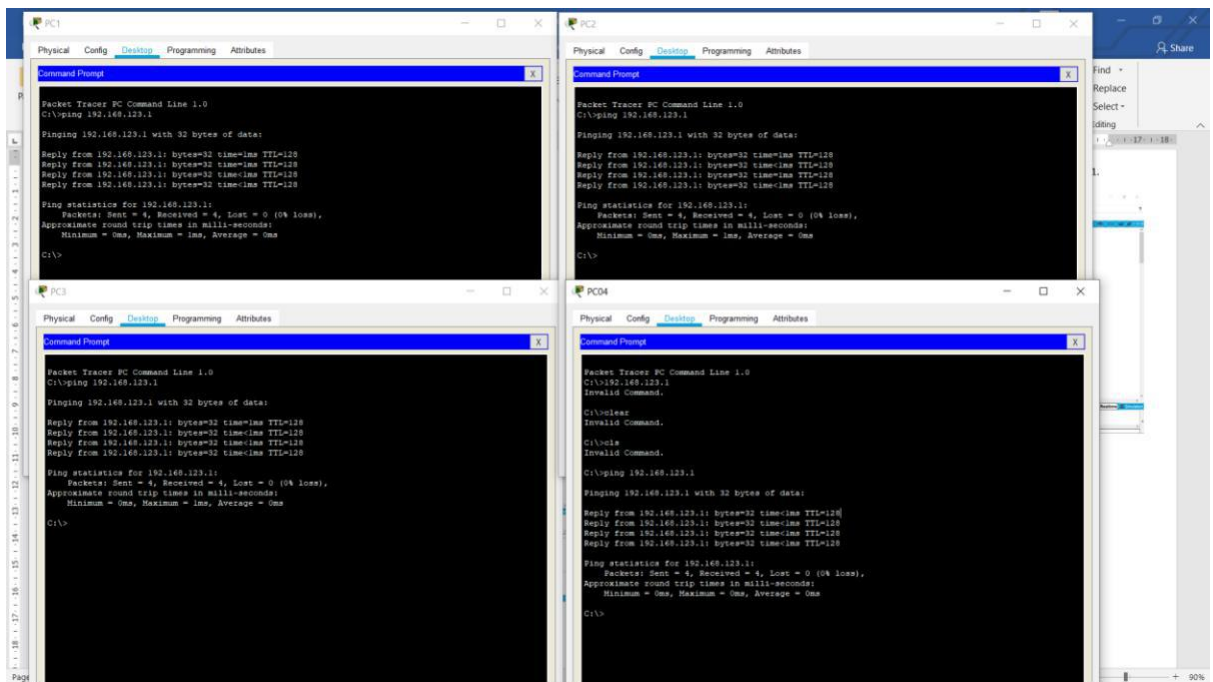 PC1
Physical Config Desktop Programming Attributes
Command Prompt
X
Packet Tracer PC Command Line 1.0
C:\>ping 192.168.123.1
Pinging 192.168.123.1 with 32 bytes of data:
Reply from 192.168.123.1: bytes=32 time=1ms TTL=128
Reply from 192.168.123.1: bytes=32 time<1ms TTL=128
Reply from 192.168.123.1: bytes=32 time<1ms TTL=128
Reply from 192.168.123.1: bytes=32 time<1ms TTL=128
Ping statistics for 192.168.123.1:
Packets: Sent = 4, Received = 4, Lost = 0 (0% loss),
Approximate round trip times in milli-seconds:
Minimum = 0ms, Maximum = 1ms, Average = 0ms
C:\>
PC2
Physical Config Desktop Programming Attributes
Command Prompt
X
Packet Tracer PC Command Line 1.0
C:\>ping 192.168.123.1
Pinging 192.168.123.1 with 32 bytes of data:
Reply from 192.168.123.1: bytes=32 time=1ms TTL=128
Reply from 192.168.123.1: bytes=32 time<1ms TTL=128
Reply from 192.168.123.1: bytes=32 time=1ms TTL=128
Reply from 192.168.123.1: bytes=32 time<1ms TTL=128
Ping statistics for 192.168.123.1:
Packets: Sent = 4, Received = 4, Lost = 0 (0% loss),
Approximate round trip times in milli-seconds:
Minimum = 0ms, Maximum = 1ms, Average = 0ms
C:\>
PC3
Physical Config Desktop Programming Attributes
Command Prompt
X
Packet Tracer PC Command Line 1.0
C:\>ping 192.168.123.1
Pinging 192.168.123.1 with 32 bytes of data:
Reply from 192.168.123.1: bytes=32 time=1ms TTL=128
Reply from 192.168.123.1: bytes=32 time<1ms TTL=128
Reply from 192.168.123.1: bytes=32 time<1ms TTL=128
Reply from 192.168.123.1: bytes=32 time<1ms TTL=128
Ping statistics for 192.168.123.1:
Packets: Sent = 4, Received = 4, Lost = 0 (0% loss),
Approximate round trip times in milli-seconds:
Minimum = 0ms, Maximum = 1ms, Average = 0ms
C:\>
PC04
Physical Config Desktop Programming Attributes
Command Prompt
X
Packet Tracer PC Command Line 1.0
C:\>192.168.123.1
Invalid Command.
C:\>clear
Invalid Command.
C:\>cls
Invalid Command.
C:\>ping 192.168.123.1
Pinging 192.168.123.1 with 32 bytes of data:
Reply from 192.168.123.1: bytes=32 time<1ms TTL=128
Reply from 192.168.123.1: bytes=32 time<1ms TTL=128
Reply from 192.168.123.1: bytes=32 time<1ms TTL=128
Reply from 192.168.123.1: bytes=32 time<1ms TTL=128
Ping statistics for 192.168.123.1:
Packets: Sent = 4, Received = 4, Lost = 0 (0% loss),
Approximate round trip times in milli-seconds:
Minimum = 0ms, Maximum = 0ms, Average = 0ms
C:\>
Share
Find
Replace
Select
Editing
17 18
1.
90%